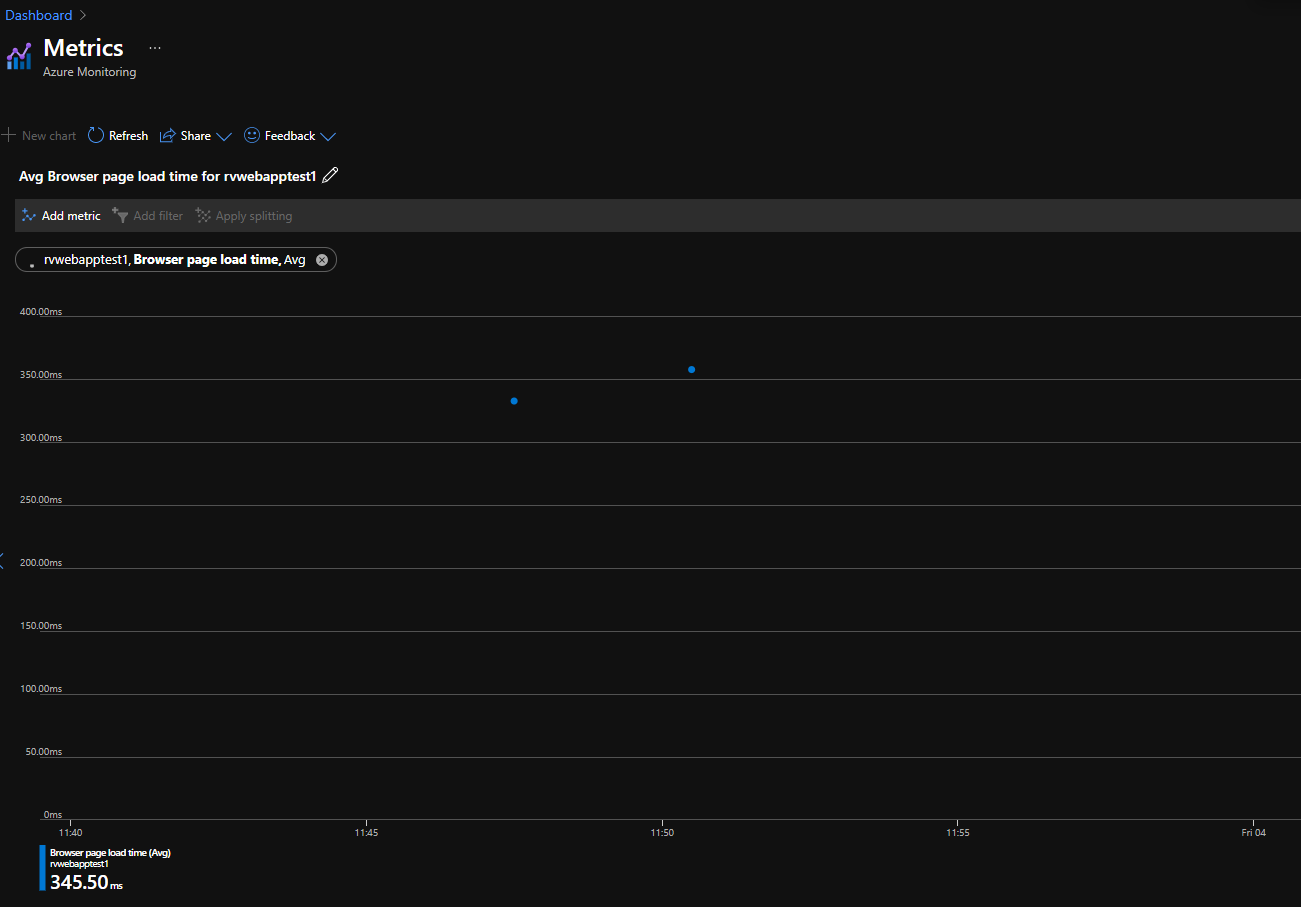 Dashboard
Metrics ...
Azure Monitoring
New chart Refresh Share Feedback
Avg Browser page load time for rvwebapptest1
Add metric Add filter Apply splitting
rvwebapptest1, Browser page load time, Avg
400.00ms
350.00ms
300.00ms
250.00ms
200.00ms
150.00ms
100.00ms
50.00ms
0ms
11:40 11:45 11:50 11:55 Fri 04
Browser page load time (Avg)
rvwebapptest1
345.50 ms